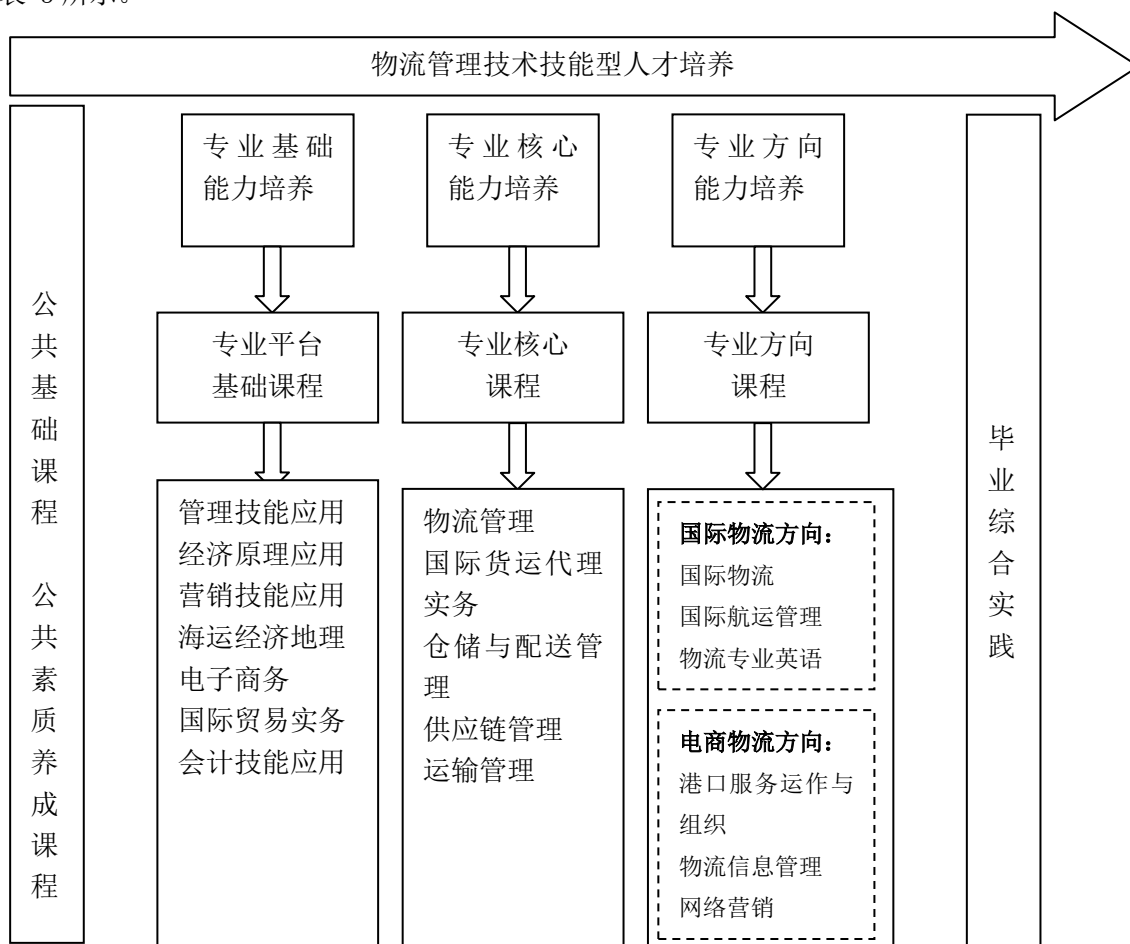 物流管理技术技能型人才培养
专业基础
能力培养
专业核心
能力培养
专业方向
能力培养
专业平台
基础课程
专业核心
课程
专业方向
课程
公共基础课程 公共素质养成课程
管理技能应用
经济原理应用
营销技能应用
海运经济地理
电子商务
国际贸易实务
会计技能应用
物流管理
国际货运代理
实务
仓储与配送管
理
供应链管理
运输管理
国际物流方向：
国际物流
国际航运管理
物流专业英语
电商物流方向：
港口服务运作与
组织
物流信息管理
网络营销
毕业综合实践